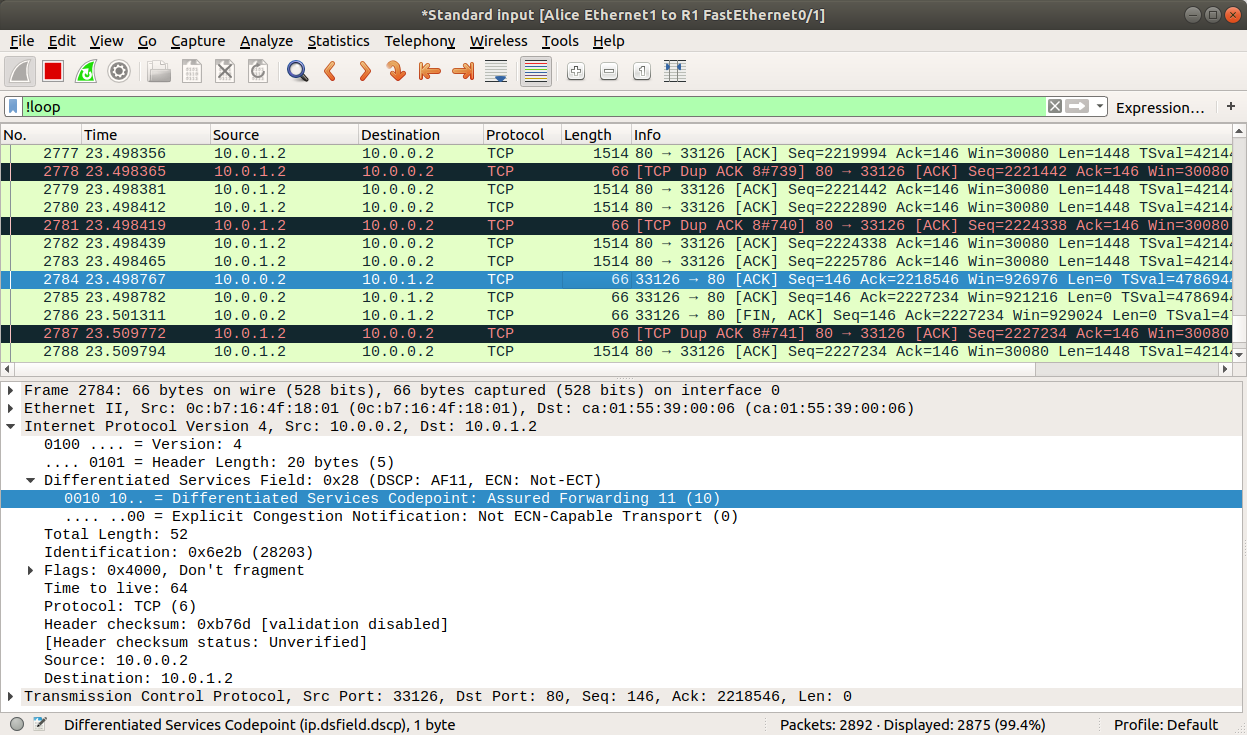 *Standard input [Alice Ethernet1 to R1 FastEthernet0/1]
File Edit View Go Capture Analyze Statistics Telephony Wireless Tools Help
!loop Expression… +
No. Time Source Destination Protocol Length Info
2777 23.498356 10.0.1.2 10.0.0.2 TCP 1514 80 → 33126 [ACK] Seq=2219994 Ack=146 Win=30080 Len=1448 TSval=42144
2778 23.498365 10.0.1.2 10.0.0.2 TCP 66 [TCP Dup ACK 8#739] 80 → 33126 [ACK] Seq=2221442 Ack=146 Win=30080
2779 23.498381 10.0.1.2 10.0.0.2 TCP 1514 80 → 33126 [ACK] Seq=2221442 Ack=146 Win=30080 Len=1448 TSval=42144
2780 23.498412 10.0.1.2 10.0.0.2 TCP 1514 80 → 33126 [ACK] Seq=2222890 Ack=146 Win=30080 Len=1448 TSval=42144
2781 23.498419 10.0.1.2 10.0.0.2 TCP 66 [TCP Dup ACK 8#740] 80 → 33126 [ACK] Seq=2224338 Ack=146 Win=30080
2782 23.498439 10.0.1.2 10.0.0.2 TCP 1514 80 → 33126 [ACK] Seq=2224338 Ack=146 Win=30080 Len=1448 TSval=42144
2783 23.498465 10.0.1.2 10.0.0.2 TCP 1514 80 → 33126 [ACK] Seq=2225786 Ack=146 Win=30080 Len=1448 TSval=42144
2784 23.498767 10.0.0.2 10.0.1.2 TCP 66 33126 → 80 [ACK] Seq=146 Ack=2218546 Win=926976 Len=0 TSval=4786944
2785 23.498782 10.0.0.2 10.0.1.2 TCP 66 33126 → 80 [ACK] Seq=146 Ack=2227234 Win=921216 Len=0 TSval=4786944
2786 23.501311 10.0.0.2 10.0.1.2 TCP 66 33126 → 80 [FIN, ACK] Seq=146 Ack=2227234 Win=929024 Len=0 TSval=47
2787 23.509772 10.0.1.2 10.0.0.2 TCP 66 [TCP Dup ACK 8#741] 80 → 33126 [ACK] Seq=2227234 Ack=146 Win=30080
2788 23.509794 10.0.1.2 10.0.0.2 TCP 1514 80 → 33126 [ACK] Seq=2227234 Ack=146 Win=30080 Len=1448 TSval=42144
Frame 2784: 66 bytes on wire (528 bits), 66 bytes captured (528 bits) on interface 0
Ethernet II, Src: 0c:b7:16:4f:18:01 (0c:b7:16:4f:18:01), Dst: ca:01:55:39:00:06 (ca:01:55:39:00:06)
Internet Protocol Version 4, Src: 10.0.0.2, Dst: 10.0.1.2
0100 .... = Version: 4
.... 0101 = Header Length: 20 bytes (5)
Differentiated Services Field: 0x28 (DSCP: AF11, ECN: Not-ECT)
0010 10.. = Differentiated Services Codepoint: Assured Forwarding 11 (10)
.... ..00 = Explicit Congestion Notification: Not ECN-Capable Transport (0)
Total Length: 52
Identification: 0x6e2b (28203)
Flags: 0x4000, Don't fragment
Time to live: 64
Protocol: TCP (6)
Header checksum: 0xb76d [validation disabled]
[Header checksum status: Unverified]
Source: 10.0.0.2
Destination: 10.0.1.2
Transmission Control Protocol, Src Port: 33126, Dst Port: 80, Seq: 146, Ack: 2218546, Len: 0
Differentiated Services Codepoint (ip.dsfield.dscp), 1 byte Packets: 2892 · Displayed: 2875 (99.4%) Profile: Default